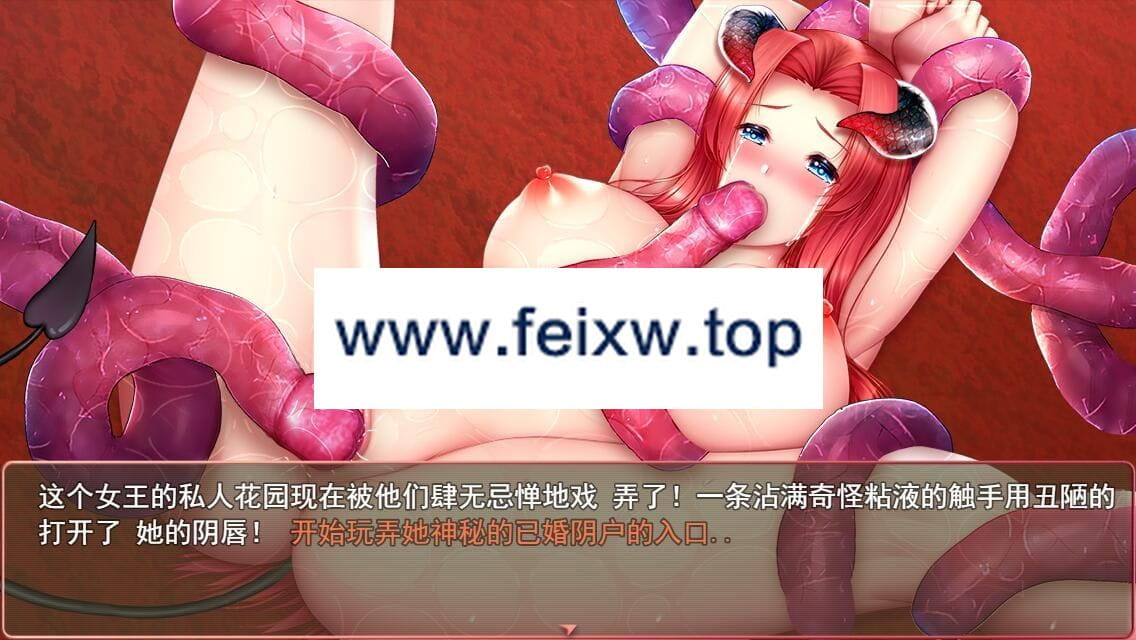 www.feixw.top
这个女王的私人花园现在被他们肆无忌惮地戏 弄了！一条沾满奇怪粘液的触手用丑陋的
打开了 她的阴唇！ 开始玩弄她神秘的已婚阴户的入口..